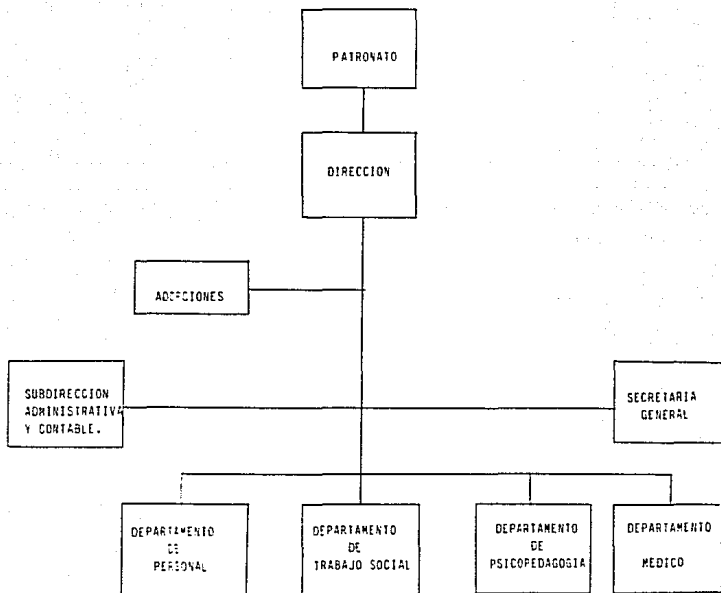 PATRONATO
DIRECCION
ADOPCIONES
SUBDIRECCION
ADMINISTRATIVA
Y CONTABLE.
SECRETARIA
GENERAL
DEPARTAMENTO
DE
PERSONAL
DEPARTAMENTO
DE
TRABAJO SOCIAL
DEPARTAMENTO
DE
PSICOPEDAGOGIA
DEPARTAMENTO
MEDICO